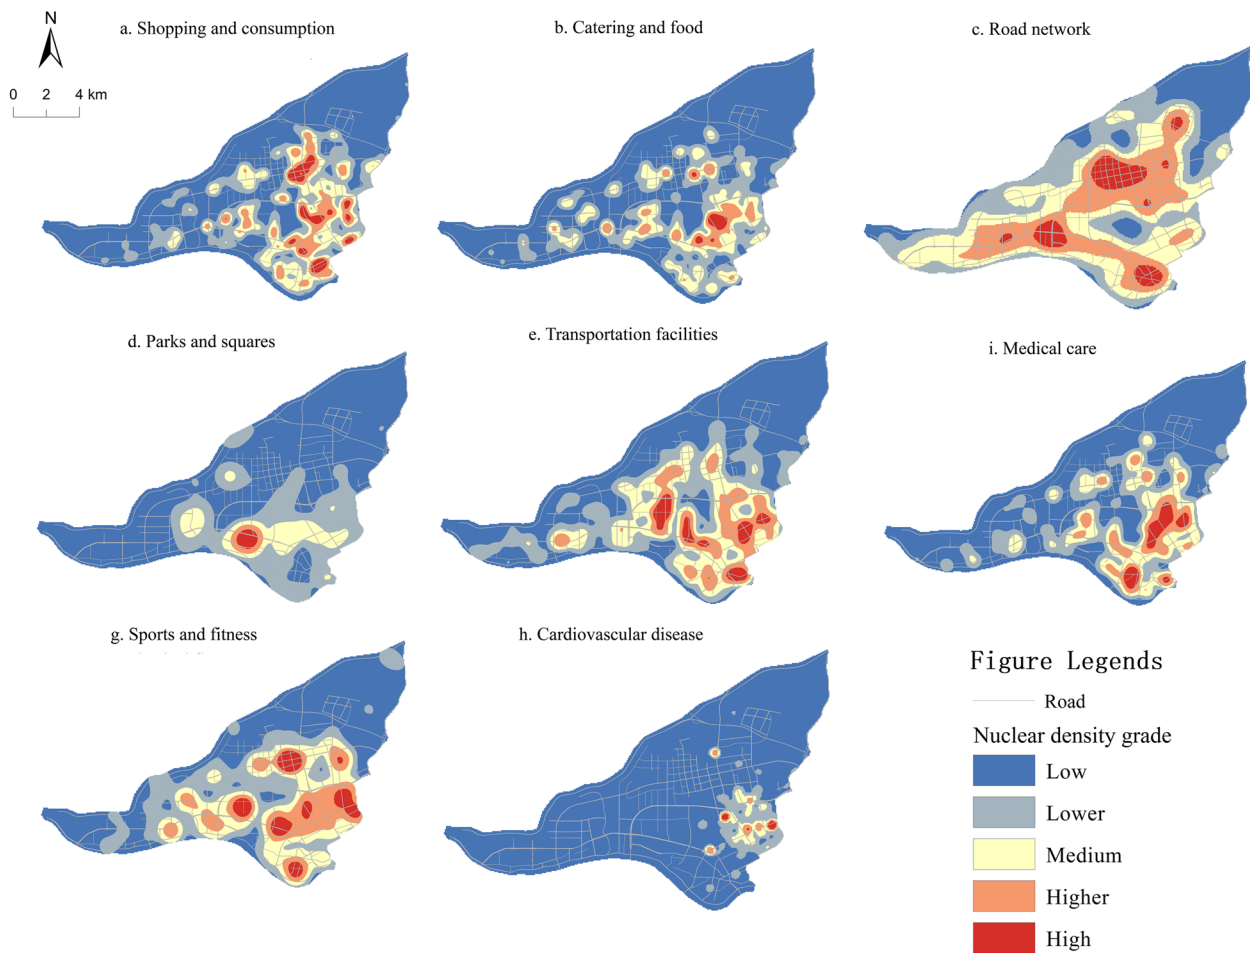 N
0 2 4 km
a. Shopping and consumption
b. Catering and food
c. Road network
d. Parks and squares
e. Transportation facilities
i. Medical care
g. Sports and fitness
h. Cardiovascular disease
Figure Legends
Road
Nuclear density grade
Low
Lower
Medium
Higher
High